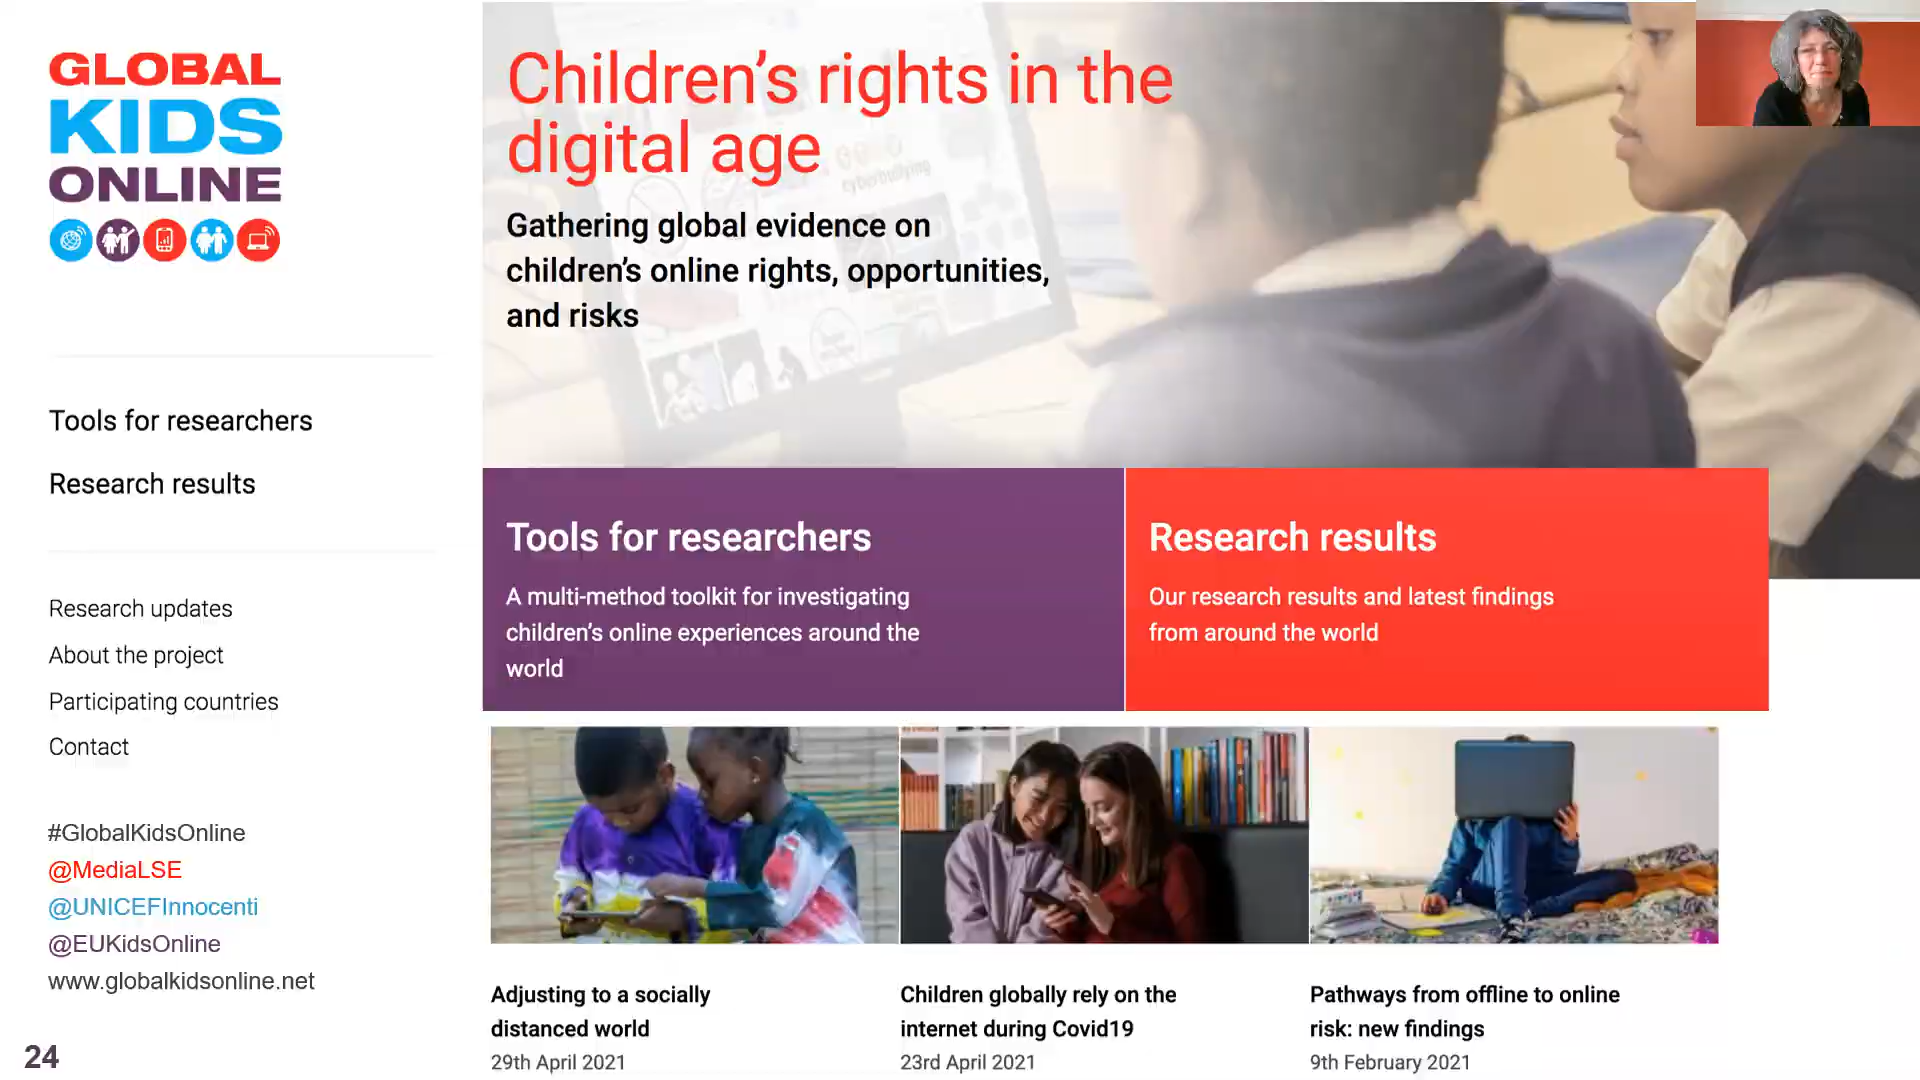 GLOBAL
KIDS
ONLINE
Tools for researchers
Research results
Research updates
About the project
Participating countries
Contact
#GlobalKidsOnline
@MediaLSE
@UNICEFInnocenti
@EUKidsOnline
www.globalkidsonline.net
24
Children's rights in the
digital age
cyberbullying
Gathering global evidence on
children's online rights, opportunities,
and risks
Tools for researchers
A multi-method toolkit for investigating
children's online experiences around the
world
Research results
Our research results and latest findings
from around the world
Adjusting to a socially
distanced world
29th April 2021
Children globally rely on the
internet during Covid19
23rd April 2021
Pathways from offline to online
risk: new findings
9th February 2021